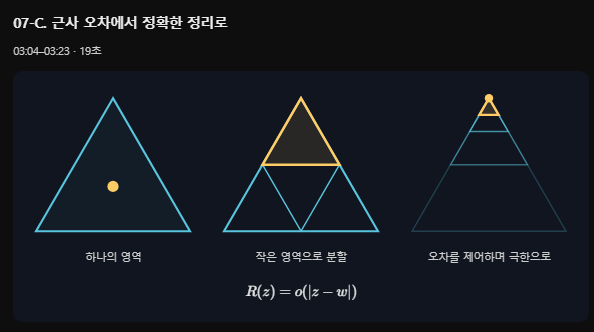 07-C. 근사 오차에서 정확한 정리로
03:04–03:23 · 19초
하나의 영역
작은 영역으로 분할
오차를 제어하며 극한으로
R(z) = o(|z − w|)